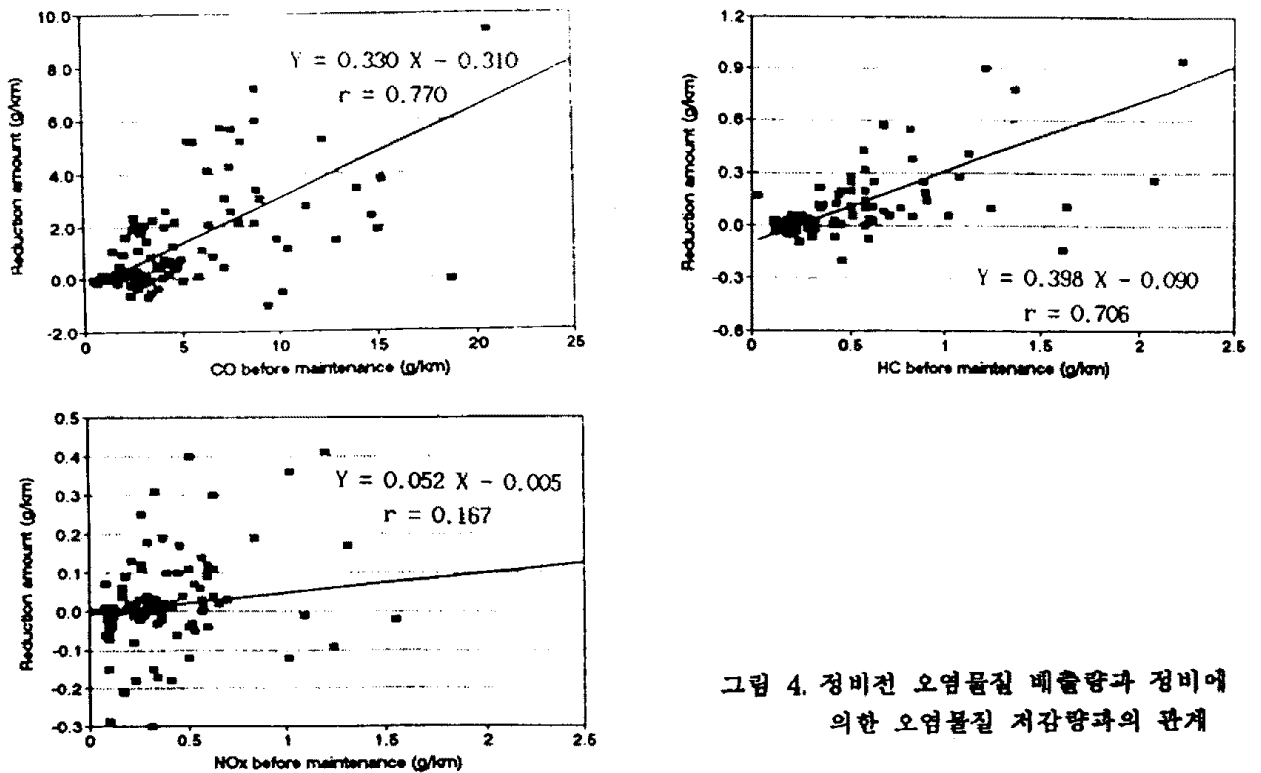 10.0
8.0
6.0
4.0
2.0
0.0
-2.0
Reduction amount (g/km)
Y = 0.330 X - 0.310
r = 0.770
0 5 10 15 20 25
CO before maintenance (g/km)
1.2
0.9
0.6
0.3
0.0
-0.3
-0.6
Reduction amount (g/km)
Y = 0.398 X - 0.090
r = 0.706
0 0.5 1 1.5 2 2.5
HC before maintenance (g/km)
0.5
0.4
0.3
0.2
0.1
0.0
-0.1
-0.2
-0.3
Reduction amount (g/km)
Y = 0.052 X - 0.005
r = 0.167
0 0.5 1 1.5 2 2.5
NOx before maintenance (g/km)
그림 4. 정비전 오염물질 배출량과 정비에
의한 오염물질 저감량과의 관계